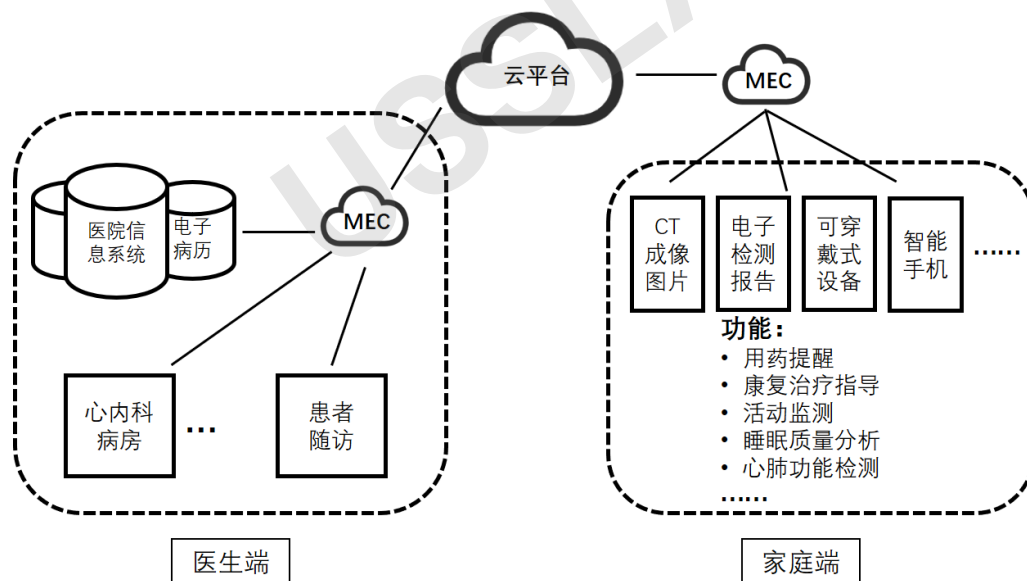 云平台
MEC
医院信
息系统
电子
病历
MEC
心内科
病房
...
患者
随访
医生端
CT
成像
图片
电子
检测
报告
可穿
戴式
设备
智能
手机
……
功能：
• 用药提醒
• 康复治疗指导
• 活动监测
• 睡眠质量分析
• 心肺功能检测
……
家庭端